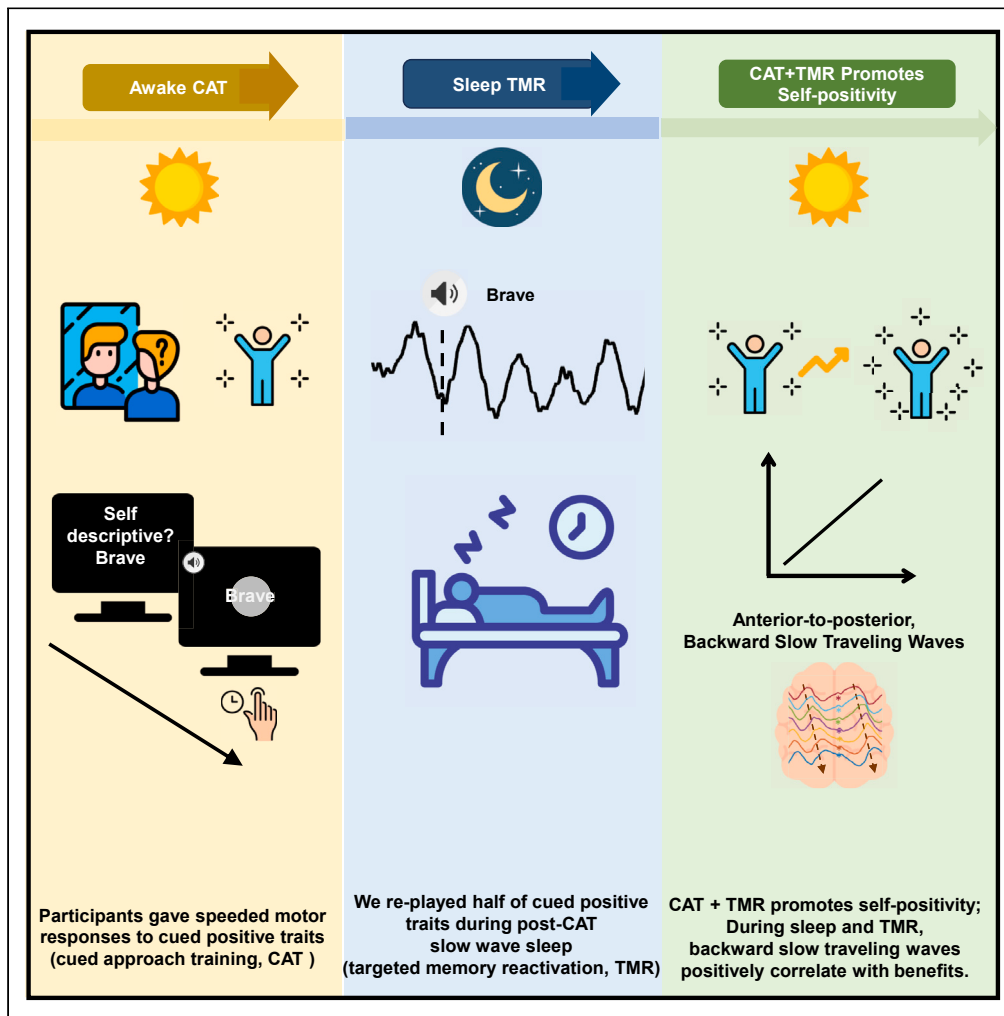 Awake CAT
Sleep TMR
CAT+TMR Promotes
Self-positivity
Brave
Self
descriptive?
Brave
Brave
Anterior-to-posterior,
Backward Slow Traveling Waves
Participants gave speeded motor
responses to cued positive traits
(cued approach training, CAT )
We re-played half of cued positive
traits during post-CAT
slow wave sleep
(targeted memory reactivation, TMR)
CAT + TMR promotes self-positivity;
During sleep and TMR,
backward slow traveling waves
positively correlate with benefits.